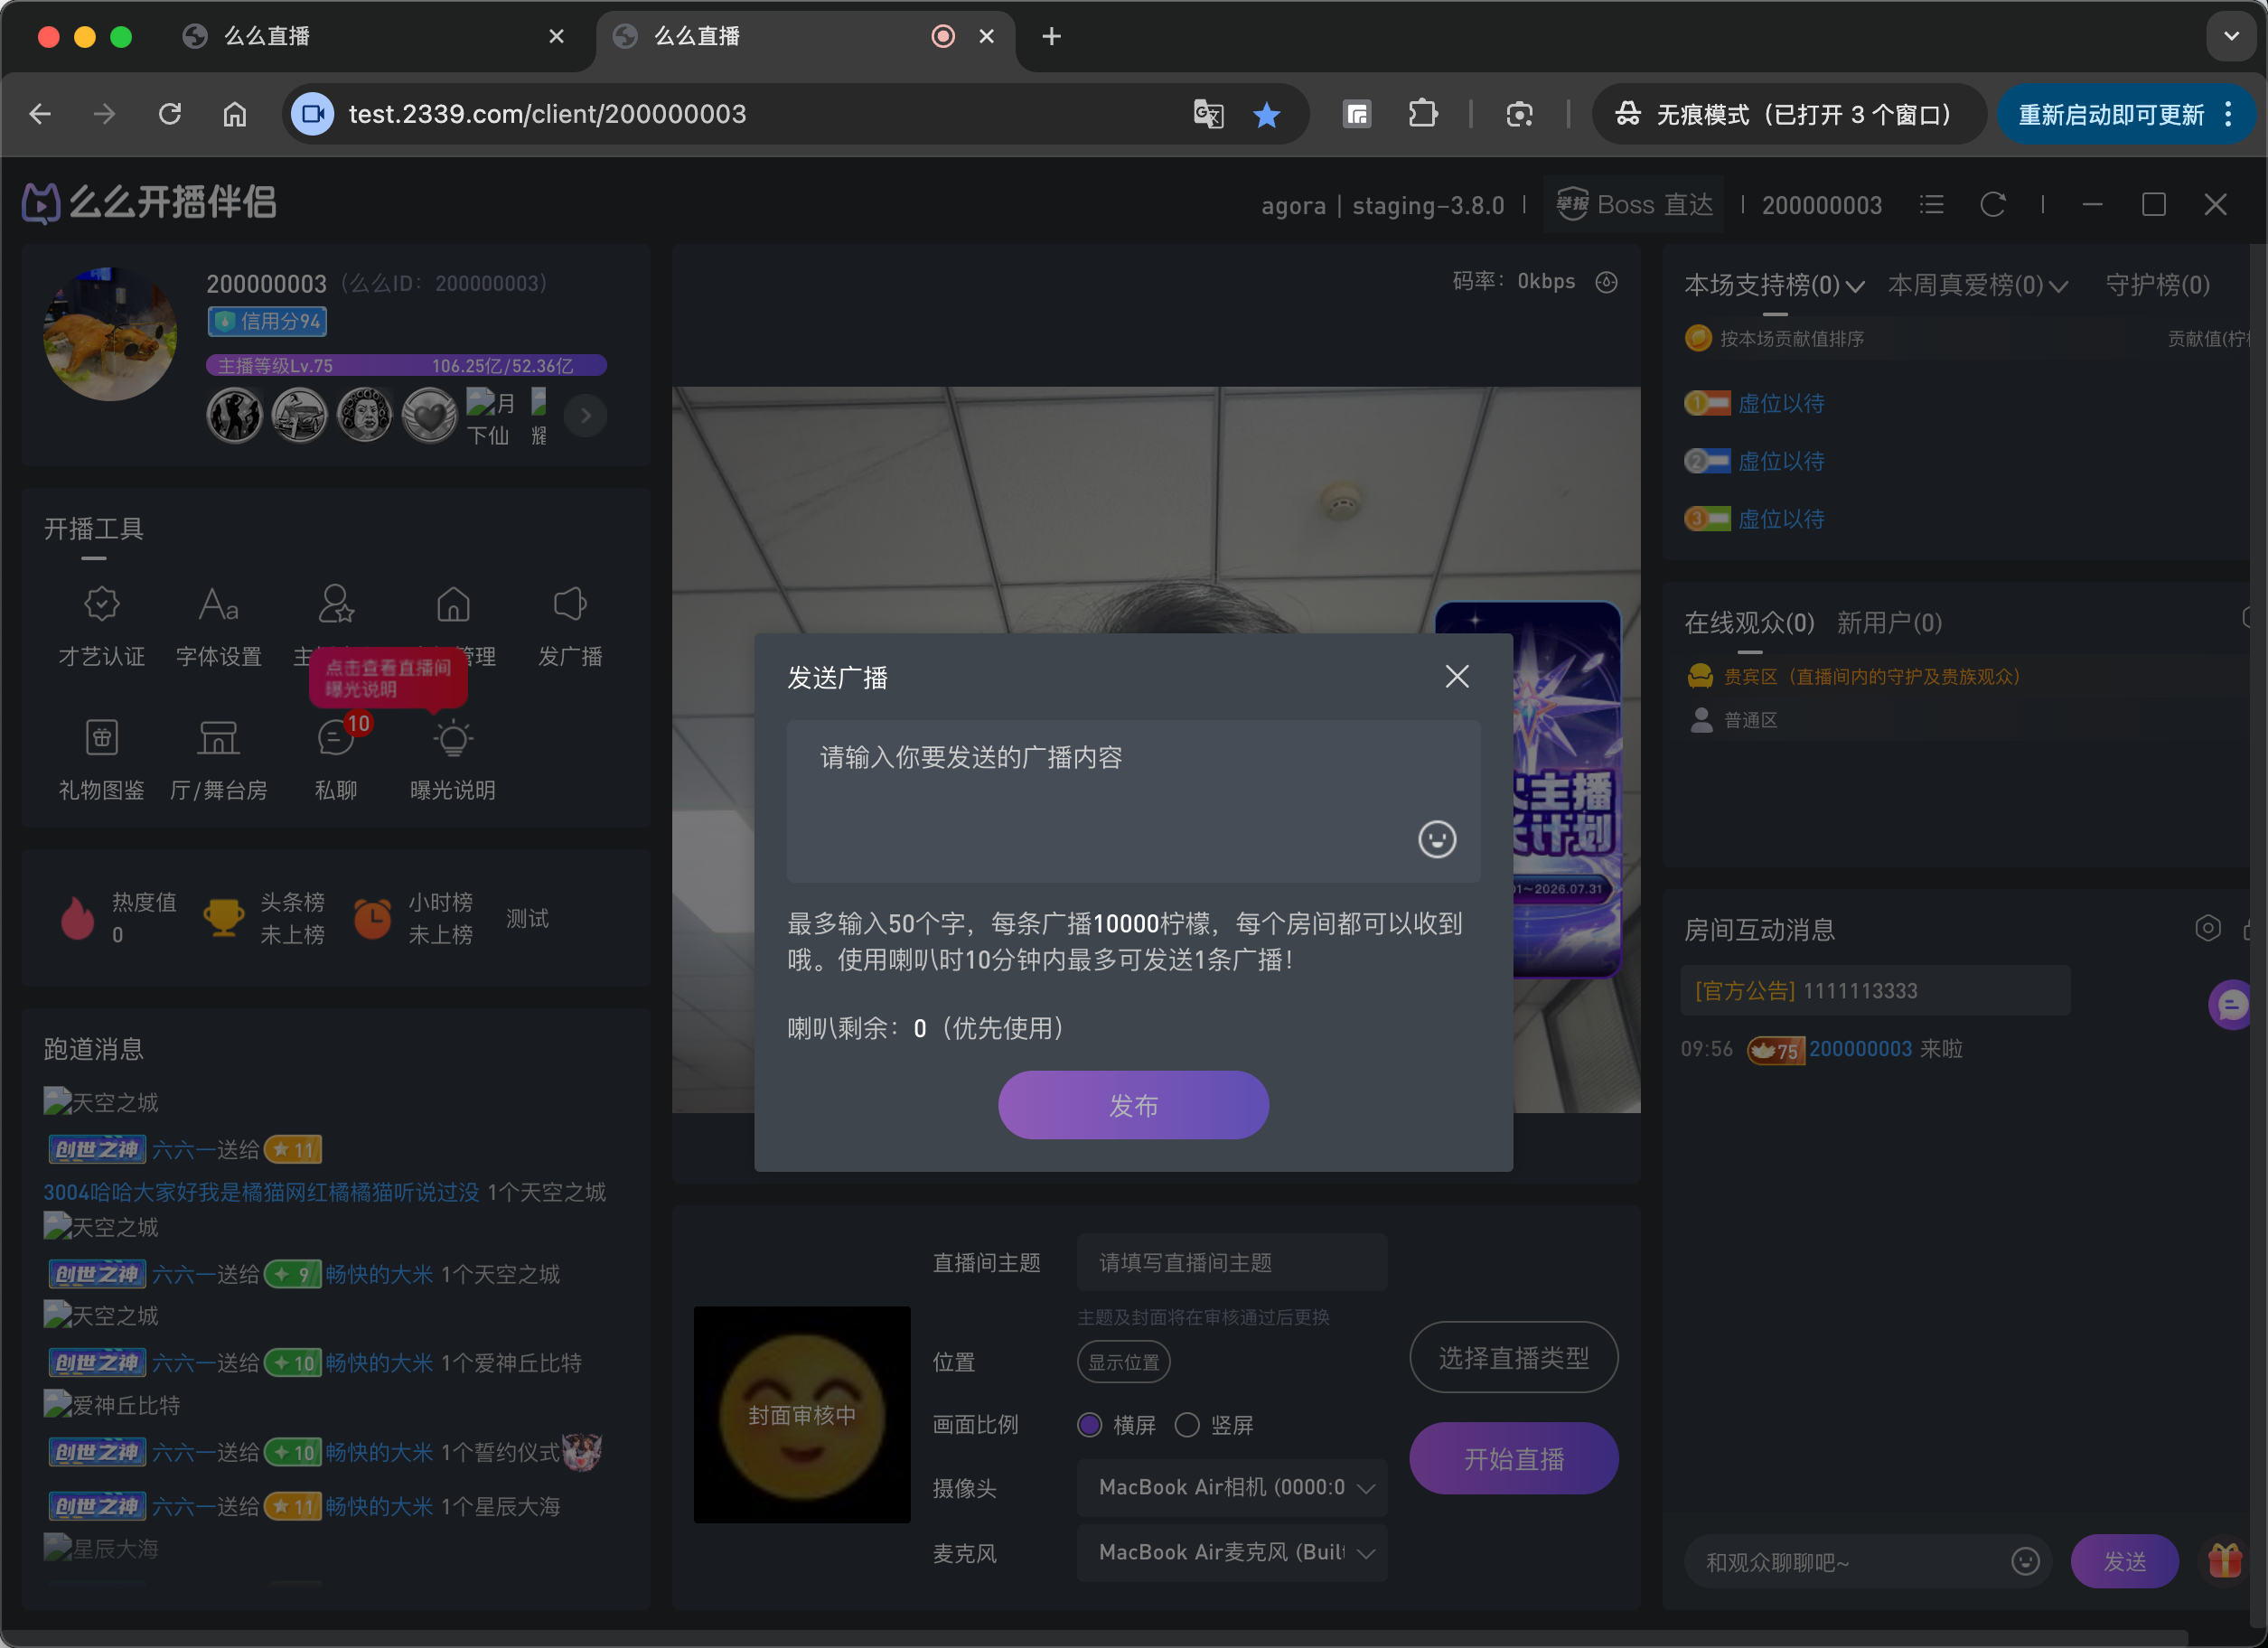 么么直播
么么直播
test.2339.com/client/200000003
无痕模式（已打开 3 个窗口）
重新启动即可更新
么么开播伴侣
agora | staging-3.8.0
举报 Boss 直达
200000003
200000003（么么ID：200000003）
信用分94
主播等级Lv.75 106.25亿/52.36亿
月
下仙
耀
开播工具
才艺认证
字体设置
管理
发广播
点击查看直播间
曝光说明
10
礼物图鉴
厅/舞台房
私聊
曝光说明
热度值
0
头条榜
未上榜
小时榜
未上榜
测试
跑道消息
天空之城
创世之神 六六一送给 11
3004哈哈大家好我是橘猫网红橘橘猫听说过没 1个天空之城
天空之城
创世之神 六六一送给 9 畅快的大米 1个天空之城
天空之城
创世之神 六六一送给 10 畅快的大米 1个爱神丘比特
爱神丘比特
创世之神 六六一送给 10 畅快的大米 1个誓约仪式
创世之神 六六一送给 11 畅快的大米 1个星辰大海
星辰大海
码率：0kbps
主播
计划
01~2026.07.31
发送广播
请输入你要发送的广播内容
最多输入50个字，每条广播10000柠檬，每个房间都可以收到
哦。使用喇叭时10分钟内最多可发送1条广播！
喇叭剩余：0（优先使用）
发布
封面审核中
直播间主题
请填写直播间主题
主题及封面将在审核通过后更换
位置
显示位置
画面比例
横屏
竖屏
摄像头
MacBook Air相机 (0000:0
麦克风
MacBook Air麦克风 (Buil
选择直播类型
开始直播
本场支持榜(0)
本周真爱榜(0)
守护榜(0)
按本场贡献值排序
贡献值(柠
1 虚位以待
2 虚位以待
3 虚位以待
在线观众(0)
新用户(0)
贵宾区（直播间内的守护及贵族观众）
普通区
房间互动消息
[官方公告] 1111113333
09:56 75 200000003 来啦
和观众聊聊吧~
发送